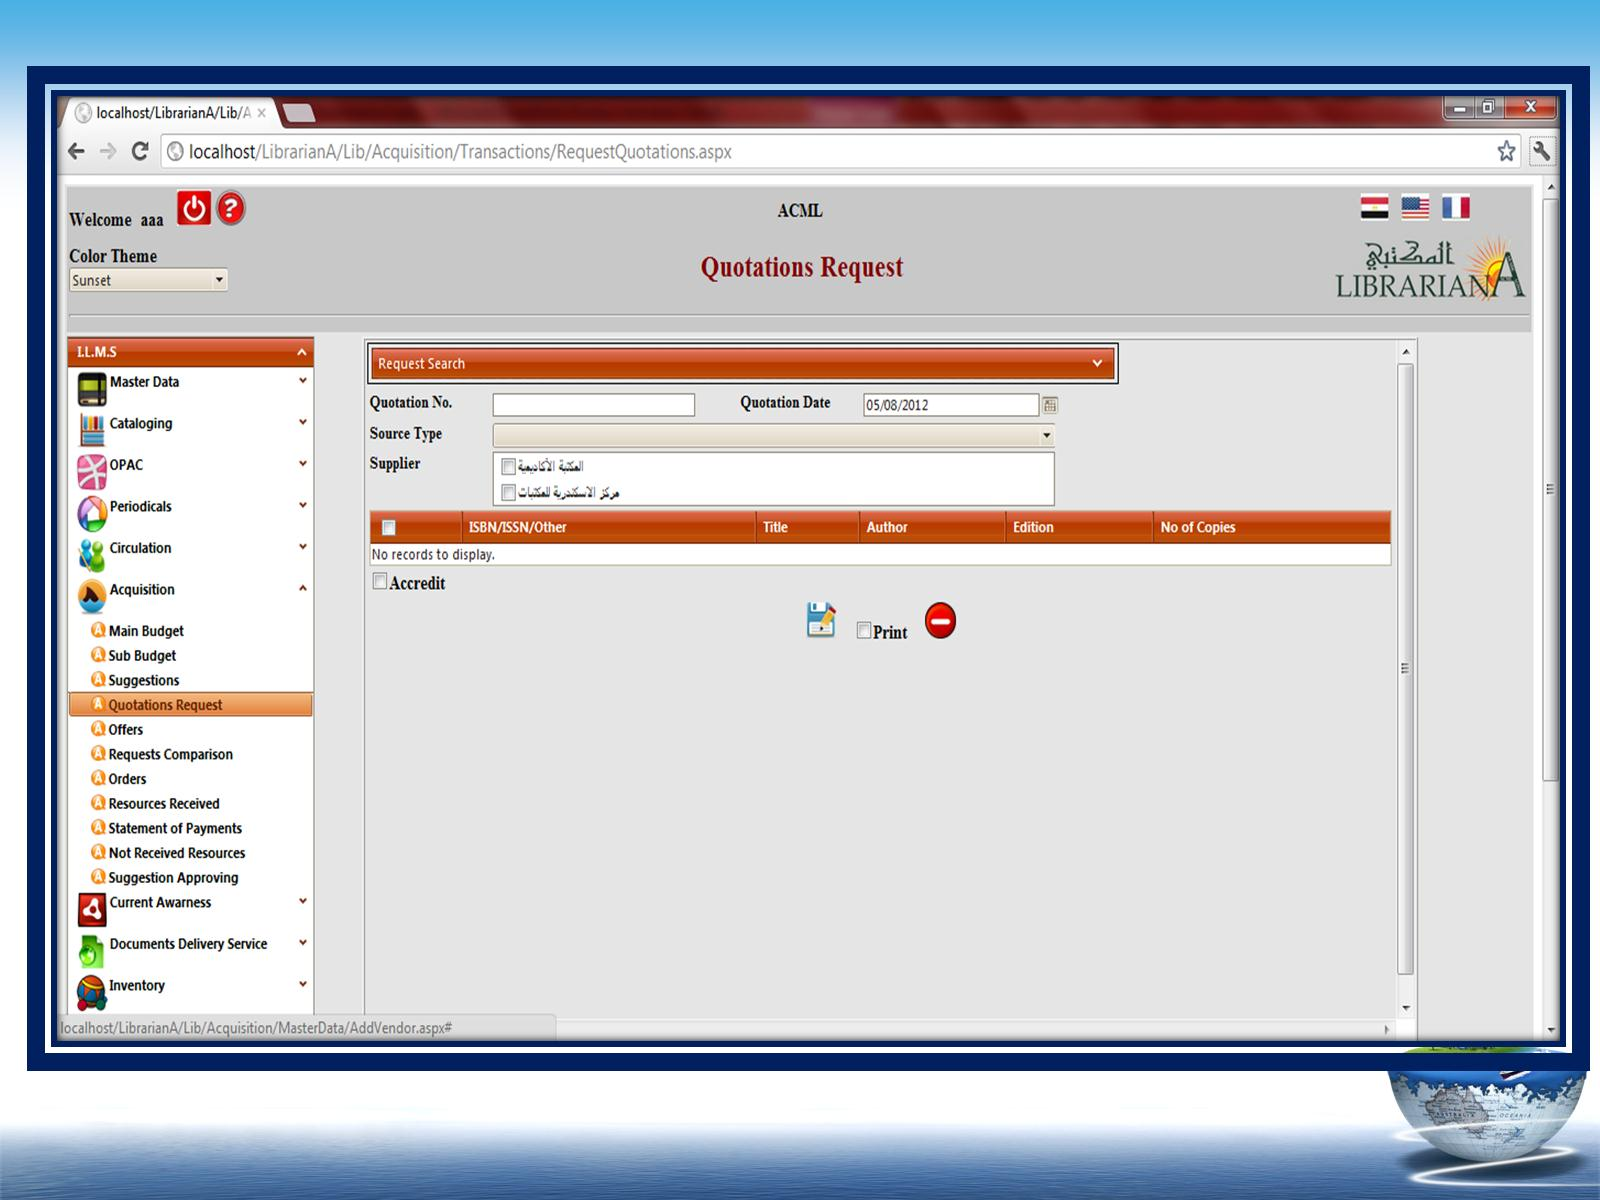 localhost/LibrarianA/Lib/A
localhost/LibrarianA/Lib/Acquisition/Transactions/RequestQuotations.aspx
Welcome aaa
ACML
Color Theme
Sunset
Quotations Request
المكتبي
LIBRARIANA
I.L.M.S
Master Data
Cataloging
OPAC
Periodicals
Circulation
Acquisition
Main Budget
Sub Budget
Suggestions
Quotations Request
Offers
Requests Comparison
Orders
Resources Received
Statement of Payments
Not Received Resources
Suggestion Approving
Current Awarness
Documents Delivery Service
Inventory
Request Search
Quotation No. Quotation Date 05/08/2012
Source Type
Supplier المكتبة الأكاديمية
مركز الاسكندرية للمكتبات
ISBN/ISSN/Other Title Author Edition No of Copies
No records to display.
Accredit
Print
localhost/LibrarianA/Lib/Acquisition/MasterData/AddVendor.aspx#
AUSTRALIA
OCEANIA